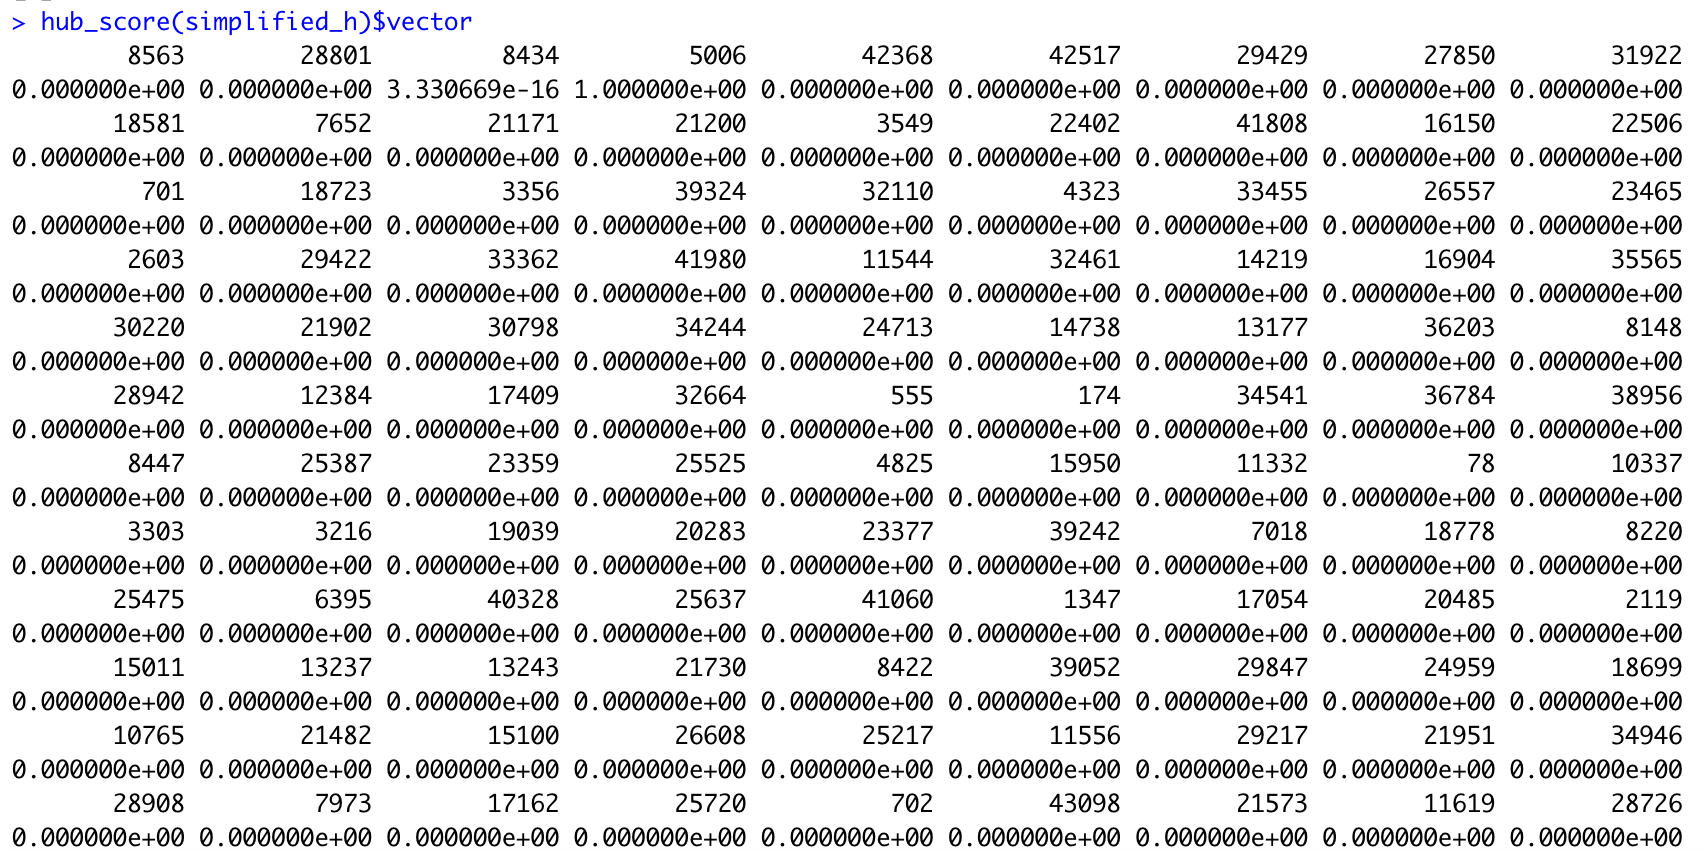 > hub_score(simplified_h)$vector
8563 28801 8434 5006 42368 42517 29429 27850 31922
0.000000e+00 0.000000e+00 3.330669e-16 1.000000e+00 0.000000e+00 0.000000e+00 0.000000e+00 0.000000e+00 0.000000e+00
18581 7652 21171 21200 3549 22402 41808 16150 22506
0.000000e+00 0.000000e+00 0.000000e+00 0.000000e+00 0.000000e+00 0.000000e+00 0.000000e+00 0.000000e+00 0.000000e+00
701 18723 3356 39324 32110 4323 33455 26557 23465
0.000000e+00 0.000000e+00 0.000000e+00 0.000000e+00 0.000000e+00 0.000000e+00 0.000000e+00 0.000000e+00 0.000000e+00
2603 29422 33362 41980 11544 32461 14219 16904 35565
0.000000e+00 0.000000e+00 0.000000e+00 0.000000e+00 0.000000e+00 0.000000e+00 0.000000e+00 0.000000e+00 0.000000e+00
30220 21902 30798 34244 24713 14738 13177 36203 8148
0.000000e+00 0.000000e+00 0.000000e+00 0.000000e+00 0.000000e+00 0.000000e+00 0.000000e+00 0.000000e+00 0.000000e+00
28942 12384 17409 32664 555 174 34541 36784 38956
0.000000e+00 0.000000e+00 0.000000e+00 0.000000e+00 0.000000e+00 0.000000e+00 0.000000e+00 0.000000e+00 0.000000e+00
8447 25387 23359 25525 4825 15950 11332 78 10337
0.000000e+00 0.000000e+00 0.000000e+00 0.000000e+00 0.000000e+00 0.000000e+00 0.000000e+00 0.000000e+00 0.000000e+00
3303 3216 19039 20283 23377 39242 7018 18778 8220
0.000000e+00 0.000000e+00 0.000000e+00 0.000000e+00 0.000000e+00 0.000000e+00 0.000000e+00 0.000000e+00 0.000000e+00
25475 6395 40328 25637 41060 1347 17054 20485 2119
0.000000e+00 0.000000e+00 0.000000e+00 0.000000e+00 0.000000e+00 0.000000e+00 0.000000e+00 0.000000e+00 0.000000e+00
15011 13237 13243 21730 8422 39052 29847 24959 18699
0.000000e+00 0.000000e+00 0.000000e+00 0.000000e+00 0.000000e+00 0.000000e+00 0.000000e+00 0.000000e+00 0.000000e+00
10765 21482 15100 26608 25217 11556 29217 21951 34946
0.000000e+00 0.000000e+00 0.000000e+00 0.000000e+00 0.000000e+00 0.000000e+00 0.000000e+00 0.000000e+00 0.000000e+00
28908 7973 17162 25720 702 43098 21573 11619 28726
0.000000e+00 0.000000e+00 0.000000e+00 0.000000e+00 0.000000e+00 0.000000e+00 0.000000e+00 0.000000e+00 0.000000e+00